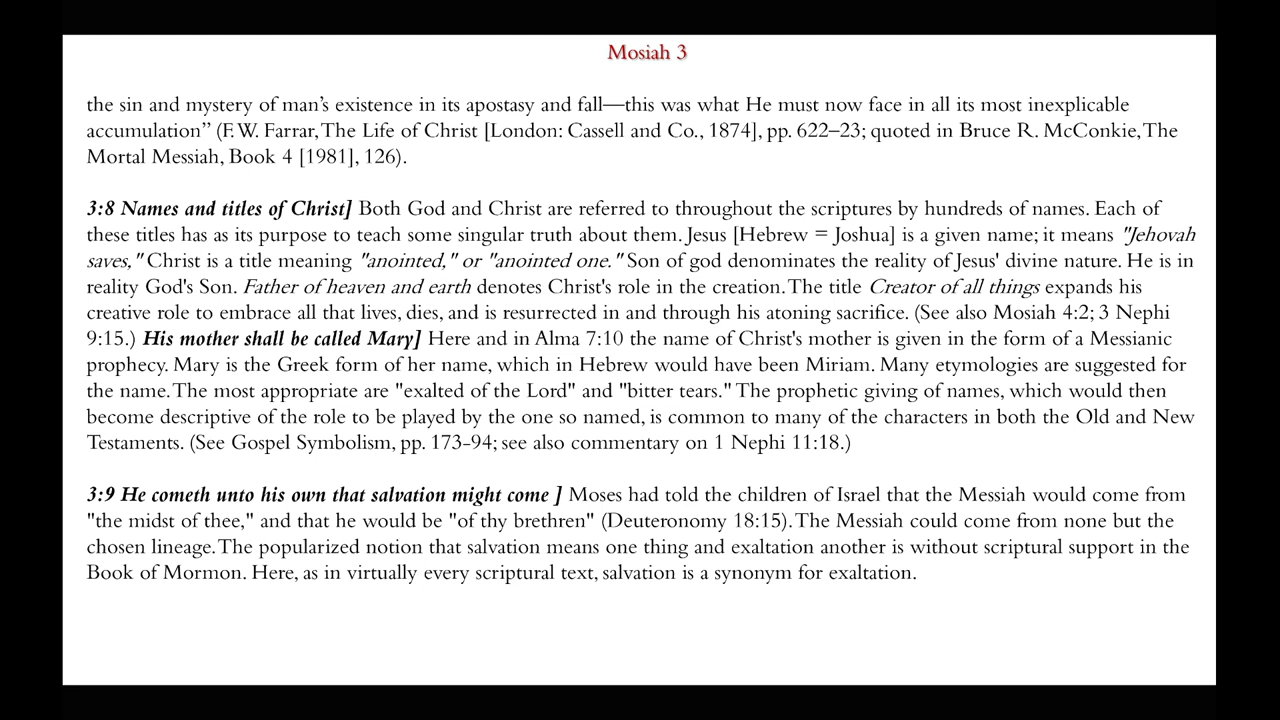 Mosiah 3
the sin and mystery of man’s existence in its apostasy and fall—this was what He must now face in all its most inexplicable
accumulation” (F. W. Farrar, The Life of Christ [London: Cassell and Co., 1874], pp. 622–23; quoted in Bruce R. McConkie, The
Mortal Messiah, Book 4 [1981], 126).
3:8 Names and titles of Christ] Both God and Christ are referred to throughout the scriptures by hundreds of names. Each of
these titles has as its purpose to teach some singular truth about them. Jesus [Hebrew = Joshua] is a given name; it means "Jehovah
saves," Christ is a title meaning "anointed," or "anointed one." Son of god denominates the reality of Jesus' divine nature. He is in
reality God's Son. Father of heaven and earth denotes Christ's role in the creation. The title Creator of all things expands his
creative role to embrace all that lives, dies, and is resurrected in and through his atoning sacrifice. (See also Mosiah 4:2; 3 Nephi
9:15.) His mother shall be called Mary] Here and in Alma 7:10 the name of Christ's mother is given in the form of a Messianic
prophecy. Mary is the Greek form of her name, which in Hebrew would have been Miriam. Many etymologies are suggested for
the name. The most appropriate are "exalted of the Lord" and "bitter tears." The prophetic giving of names, which would then
become descriptive of the role to be played by the one so named, is common to many of the characters in both the Old and New
Testaments. (See Gospel Symbolism, pp. 173-94; see also commentary on 1 Nephi 11:18.)
3:9 He cometh unto his own that salvation might come ] Moses had told the children of Israel that the Messiah would come from
"the midst of thee," and that he would be "of thy brethren" (Deuteronomy 18:15). The Messiah could come from none but the
chosen lineage. The popularized notion that salvation means one thing and exaltation another is without scriptural support in the
Book of Mormon. Here, as in virtually every scriptural text, salvation is a synonym for exaltation.